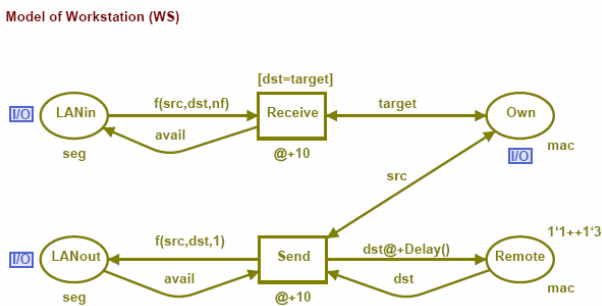 Model of Workstation (WS)
[dst=target]
I/O
LANin
f(src,dst,nf)
Receive
target
Own
avail
seg
@+10
I/O
mac
src
f(src,dst,1)
1‘1++1‘3
I/O
LANout
Send
dst@+Delay()
Remote
avail
dst
seg
@+10
mac